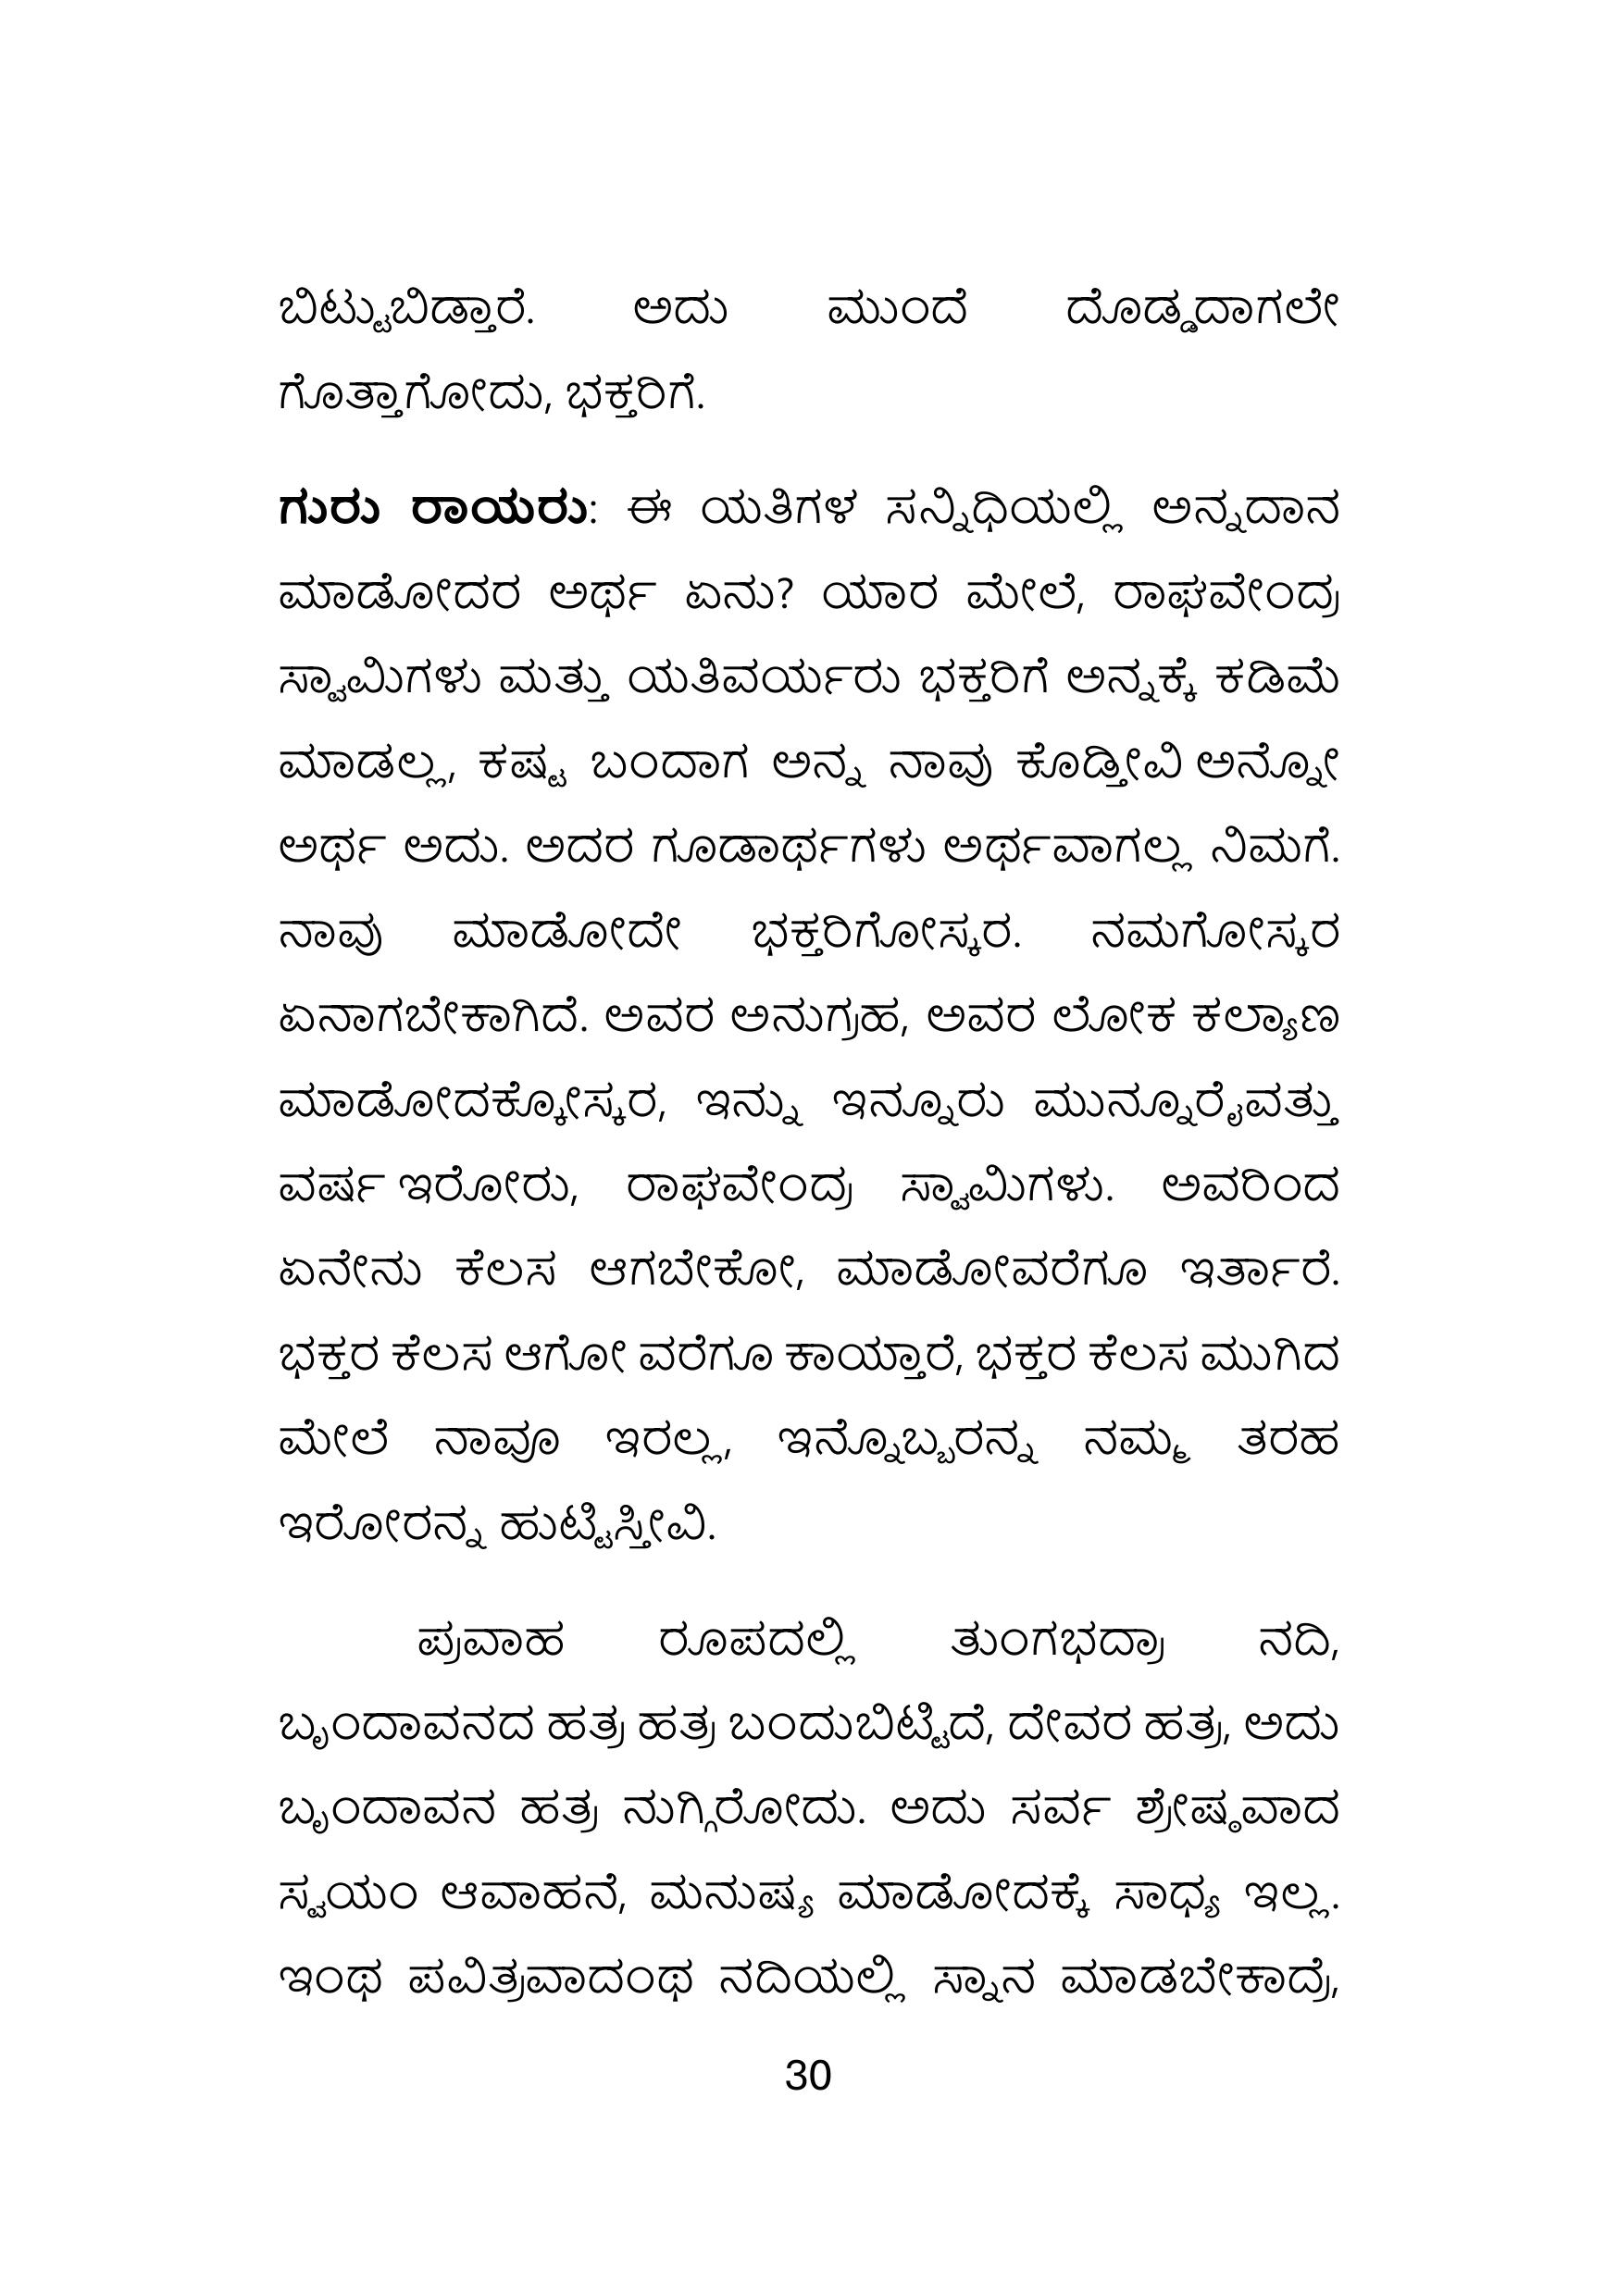 ಬಿಟ್ಟುಬಿಡ್ತಾರೆ. ಅದು ಮುಂದೆ ದೊಡ್ಡದಾಗಲೇ
ಗೊತ್ತಾಗೋದು, ಭಕ್ತರಿಗೆ.
ಗುರು ರಾಯರು: ಈ ಯತಿಗಳ ಸನ್ನಿಧಿಯಲ್ಲಿ ಅನ್ನದಾನ
ಮಾಡೋದರ ಅರ್ಥ ಏನು? ಯಾರ ಮೇಲೆ, ರಾಘವೇಂದ್ರ
ಸ್ವಾಮಿಗಳು ಮತ್ತು ಯತಿವರ್ಯರು ಭಕ್ತರಿಗೆ ಅನ್ನಕ್ಕೆ ಕಡಿಮೆ
ಮಾಡಲ್ಲ, ಕಷ್ಟ ಬಂದಾಗ ಅನ್ನ ನಾವು ಕೊಡ್ತೀವಿ ಅನ್ನೋ
ಅರ್ಥ ಅದು. ಅದರ ಗೂಡಾರ್ಥಗಳು ಅರ್ಥವಾಗಲ್ಲ ನಿಮಗೆ.
ನಾವು ಮಾಡೋದೇ ಭಕ್ತರಿಗೋಸ್ಕರ. ನಮಗೋಸ್ಕರ
ಏನಾಗಬೇಕಾಗಿದೆ. ಅವರ ಅನುಗ್ರಹ, ಅವರ ಲೋಕ ಕಲ್ಯಾಣ
ಮಾಡೋದಕ್ಕೋಸ್ಕರ, ಇನ್ನು ಇನ್ನೂರು ಮುನ್ನೂರೈವತ್ತು
ವರ್ಷ ಇರೋರು, ರಾಘವೇಂದ್ರ ಸ್ವಾಮಿಗಳು. ಅವರಿಂದ
ಏನೇನು ಕೆಲಸ ಆಗಬೇಕೋ, ಮಾಡೋವರೆಗೂ ಇರ್ತಾರೆ.
ಭಕ್ತರ ಕೆಲಸ ಆಗೋ ವರೆಗೂ ಕಾಯ್ತಾರೆ, ಭಕ್ತರ ಕೆಲಸ ಮುಗಿದ
ಮೇಲೆ ನಾವೂ ಇರಲ್ಲ, ಇನ್ನೊಬ್ಬರನ್ನ ನಮ್ಮ ತರಹ
ಇರೋರನ್ನ ಹುಟ್ಟಿಸ್ತೀವಿ.
ಪ್ರವಾಹ ರೂಪದಲ್ಲಿ ತುಂಗಭದ್ರಾ ನದಿ,
ಬೃಂದಾವನದ ಹತ್ರ ಹತ್ರ ಬಂದುಬಿಟ್ಟಿದೆ, ದೇವರ ಹತ್ರ, ಅದು
ಬೃಂದಾವನ ಹತ್ರ ನುಗ್ಗಿರೋದು. ಅದು ಸರ್ವ ಶ್ರೇಷ್ಠವಾದ
ಸ್ವಯಂ ಆವಾಹನೆ, ಮನುಷ್ಯ ಮಾಡೋದಕ್ಕೆ ಸಾಧ್ಯ ಇಲ್ಲ.
ಇಂಥ ಪವಿತ್ರವಾದಂಥ ನದಿಯಲ್ಲಿ ಸ್ನಾನ ಮಾಡಬೇಕಾದ್ರೆ,
30